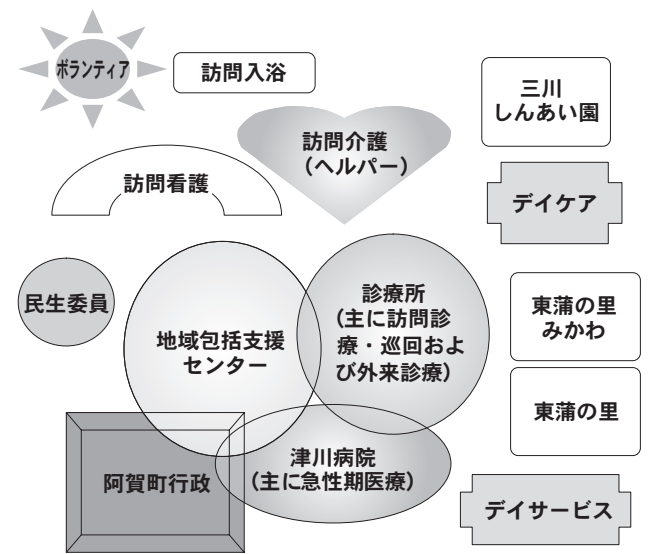 ボランティア
訪問入浴
三川
しんあい園
訪問介護
(ヘルパー)
訪問看護
デイケア
民生委員
地域包括支援
センター
診療所
(主に訪問診
療・巡回およ
び外来診療)
東蒲の里
みかわ
東蒲の里
阿賀町行政
津川病院
(主に急性期医療)
デイサービス